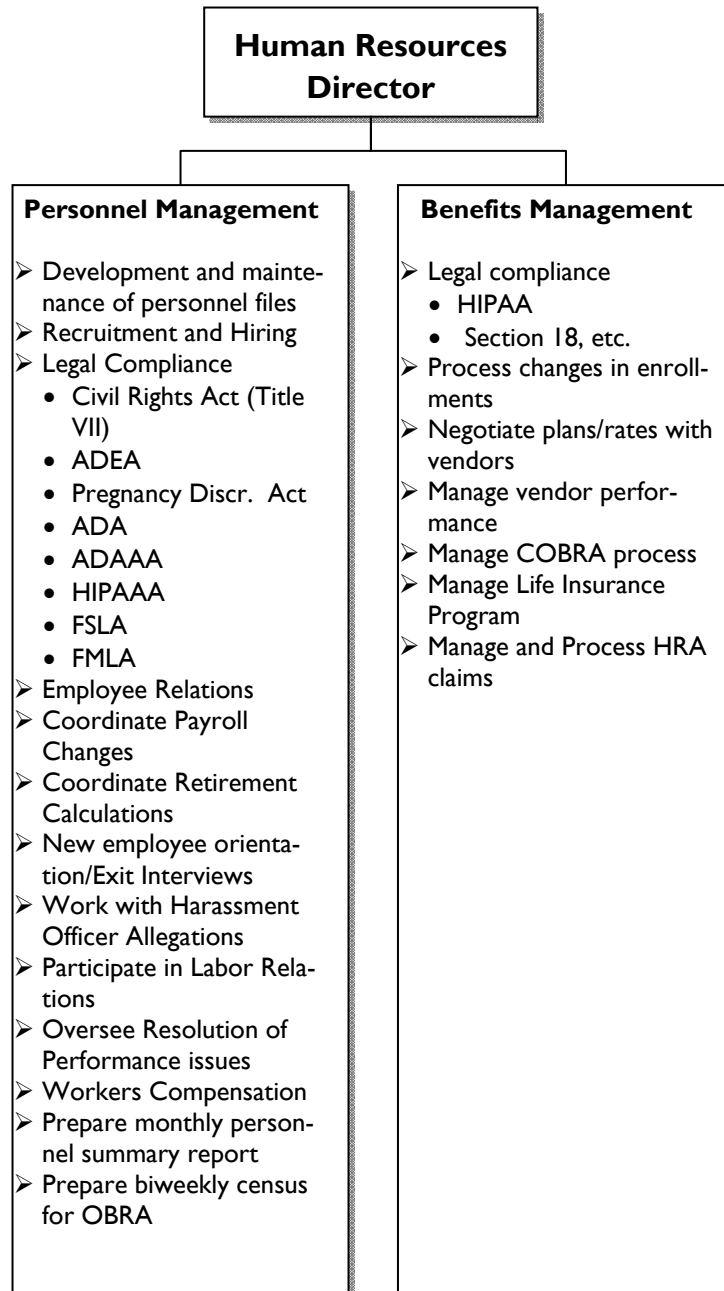 Human Resources
Director
Personnel Management
➢ Development and mainte-
nance of personnel files
➢ Recruitment and Hiring
➢ Legal Compliance
• Civil Rights Act (Title
VII)
• ADEA
• Pregnancy Discr. Act
• ADA
• ADAAA
• HIPAAA
• FSLA
• FMLA
➢ Employee Relations
➢ Coordinate Payroll
Changes
➢ Coordinate Retirement
Calculations
➢ New employee orienta-
tion/Exit Interviews
➢ Work with Harassment
Officer Allegations
➢ Participate in Labor Rela-
tions
➢ Oversee Resolution of
Performance issues
➢ Workers Compensation
➢ Prepare monthly person-
nel summary report
➢ Prepare biweekly census
for OBRA
Benefits Management
➢ Legal compliance
• HIPAA
• Section 18, etc.
➢ Process changes in enroll-
ments
➢ Negotiate plans/rates with
vendors
➢ Manage vendor perfor-
mance
➢ Manage COBRA process
➢ Manage Life Insurance
Program
➢ Manage and Process HRA
claims